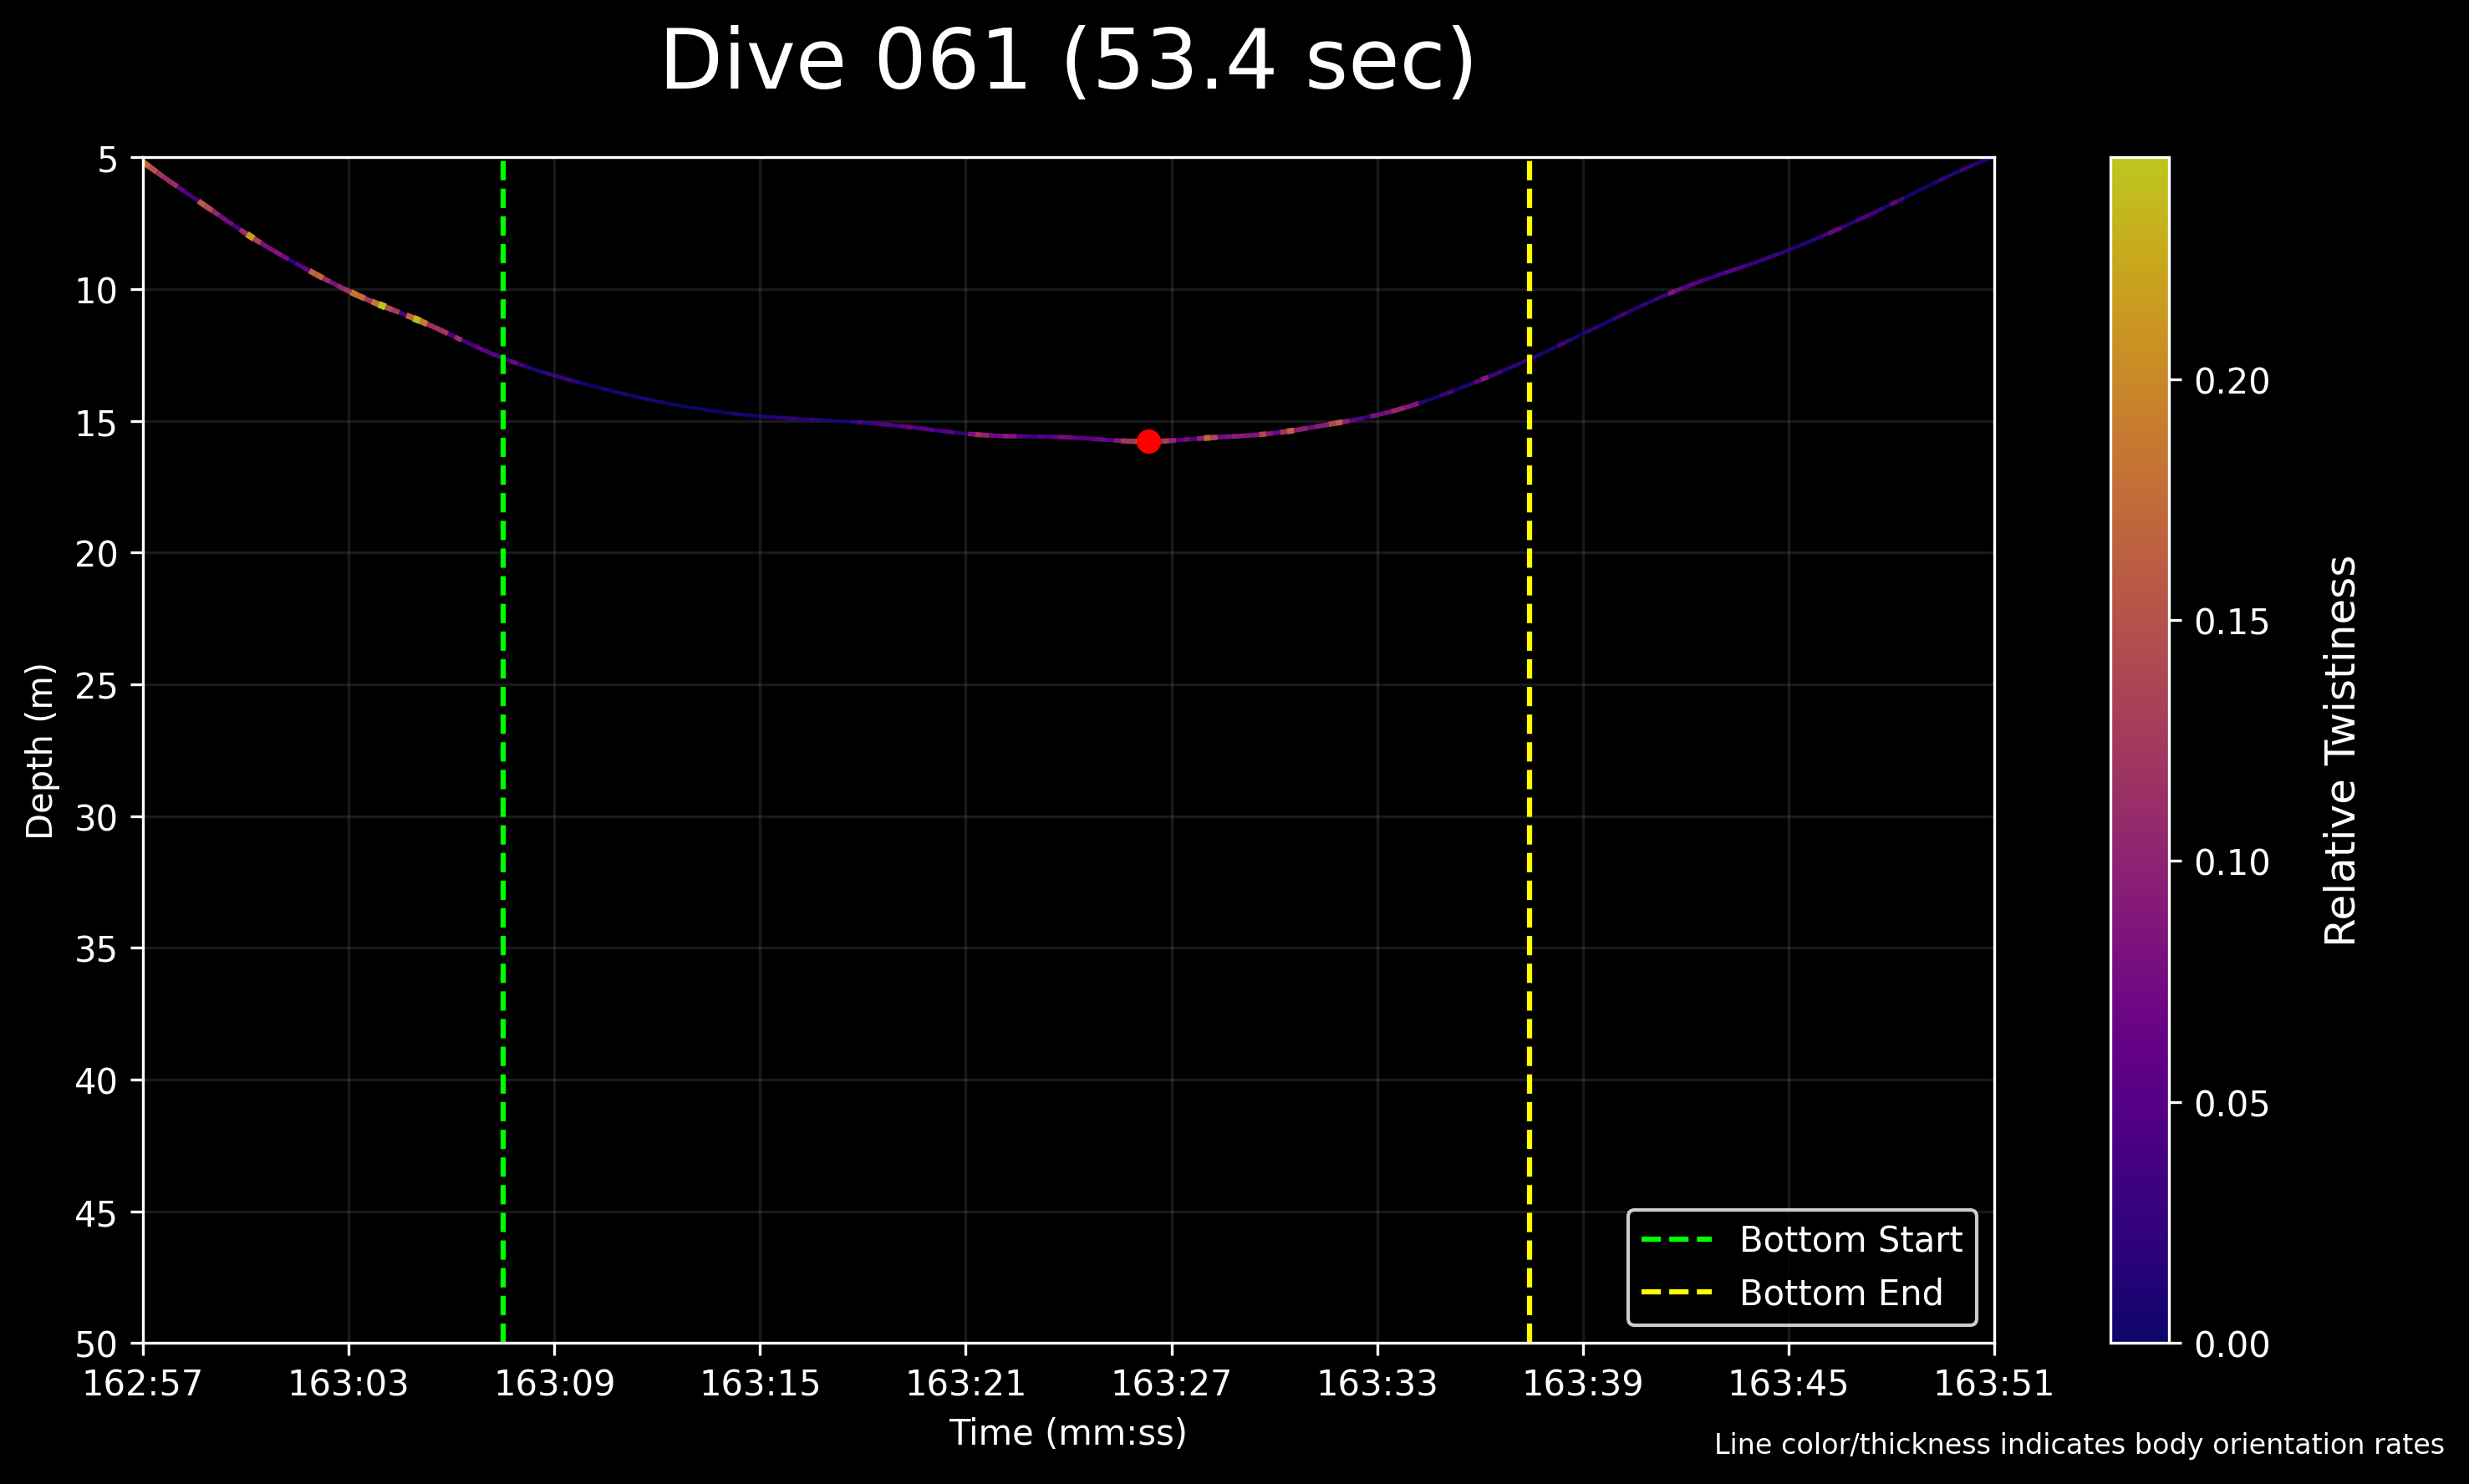 Dive 061 (53.4 sec)
5
10
15
20
25
30
35
40
45
50
Depth (m)
162:57 163:03 163:09 163:15 163:21 163:27 163:33 163:39 163:45 163:51
Time (mm:ss)
Bottom Start
Bottom End
0.20
0.15
0.10
0.05
0.00
Relative Twistiness
Line color/thickness indicates body orientation rates